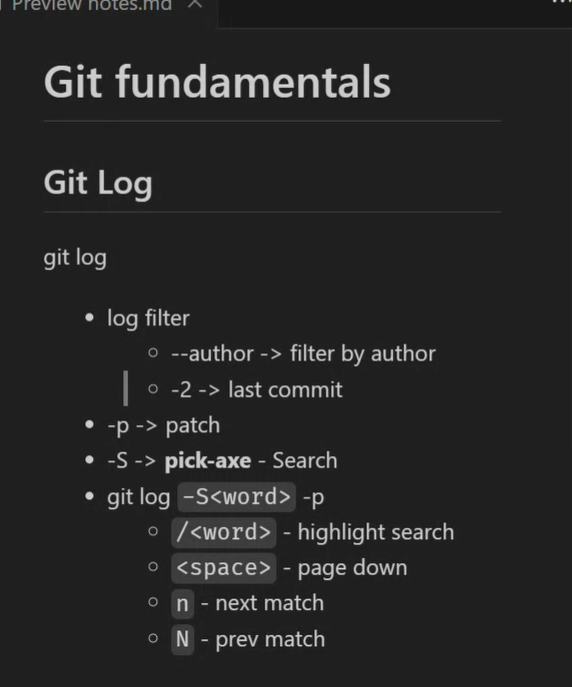 Preview notes.md
Git fundamentals
Git Log
git log
log filter
--author -> filter by author
-2 -> last commit
-p -> patch
-S -> pick-axe - Search
git log -S<word> -p
/<word> - highlight search
<space> - page down
n - next match
N - prev match